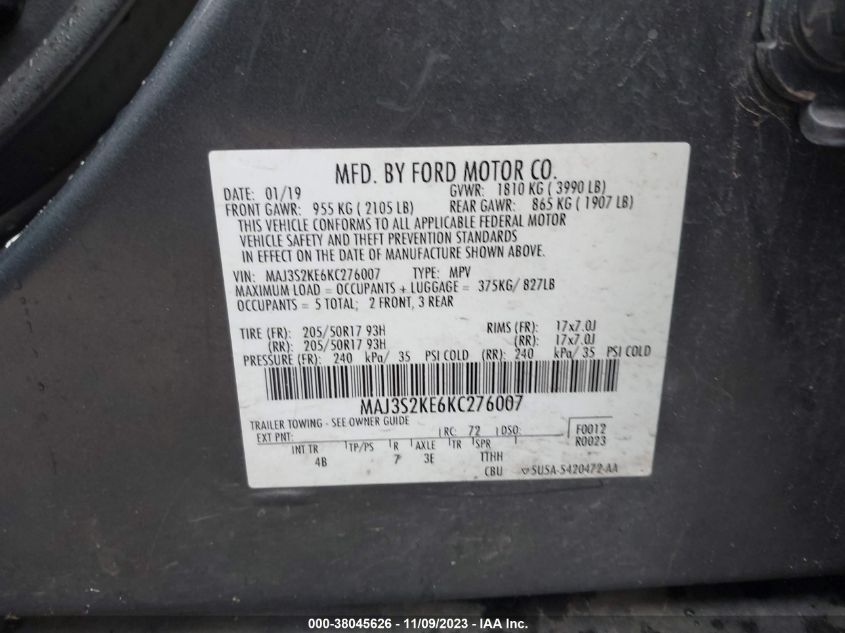 MFD. BY FORD MOTOR CO.
DATE: 01/19 GVWR: 1810 KG ( 3990 LB)
FRONT GAWR: 955 KG ( 2105 LB) REAR GAWR: 865 KG ( 1907 LB)
THIS VEHICLE CONFORMS TO ALL APPLICABLE FEDERAL MOTOR
VEHICLE SAFETY AND THEFT PREVENTION STANDARDS
IN EFFECT ON THE DATE OF MANUFACTURE SHOWN ABOVE.
VIN: MAJ3S2KE6KC276007 TYPE: MPV
MAXIMUM LOAD = OCCUPANTS + LUGGAGE = 375KG/ 827LB
OCCUPANTS = 5 TOTAL; 2 FRONT, 3 REAR
TIRE (FR): 205/50R17 93H RIMS (FR): 17x7.0J
(RR): 205/50R17 93H (RR): 17x7.0J
PRESSURE (FR): 240 kPa/ 35 PSI COLD (RR): 240 kPa/ 35 PSI COLD
MAJ3S2KE6KC276007
TRAILER TOWING - SEE OWNER GUIDE
EXT PNT: RC: 72 DSO: F0012
R0023
INT TR TP/PS R AXLE TR SPR
4B 7 3E TTHH
CBU 5U5A-5420472-AA
000-38045626 - 11/09/2023 - IAA Inc.